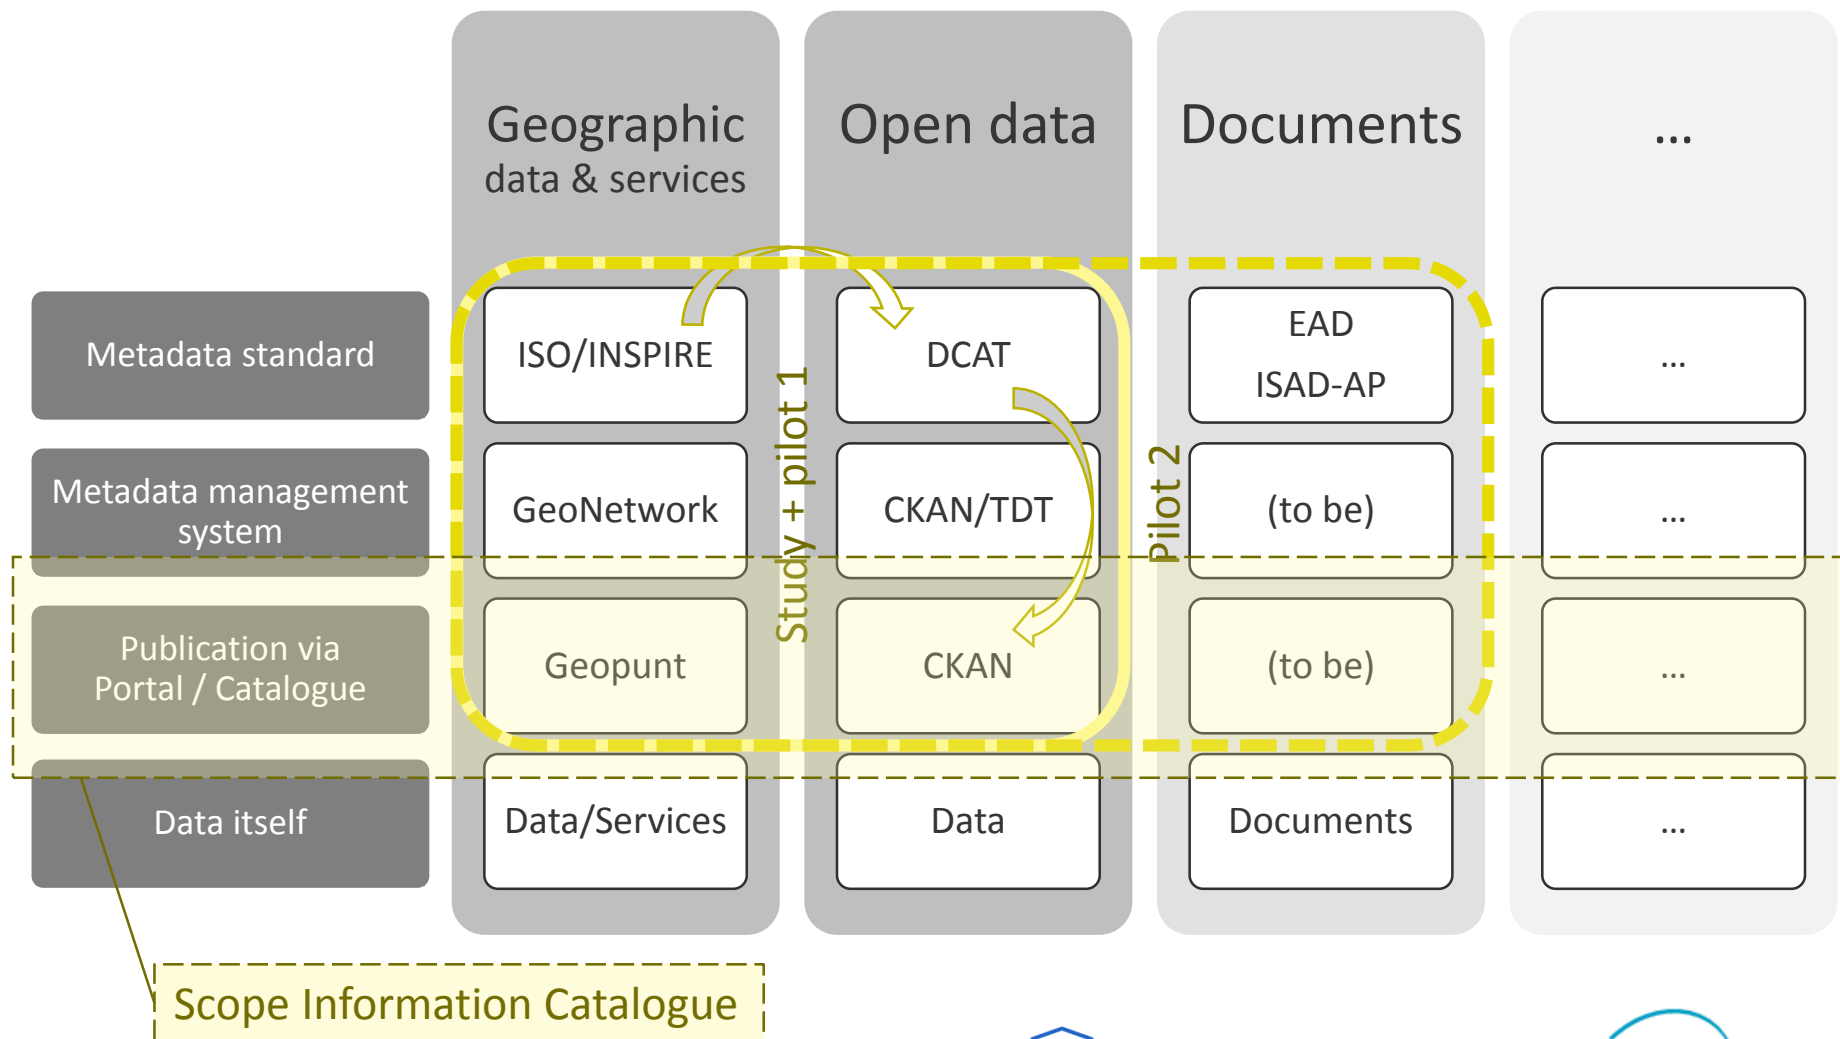 Geographic
data & services
Open data
Documents
...
Metadata standard
ISO/INSPIRE
DCAT
EAD
ISAD-AP
...
Metadata management
system
GeoNetwork
CKAN/TDT
(to be)
...
Study + pilot 1
Pilot 2
Publication via
Portal / Catalogue
Geopunt
CKAN
(to be)
...
Data itself
Data/Services
Data
Documents
...
Scope Information Catalogue